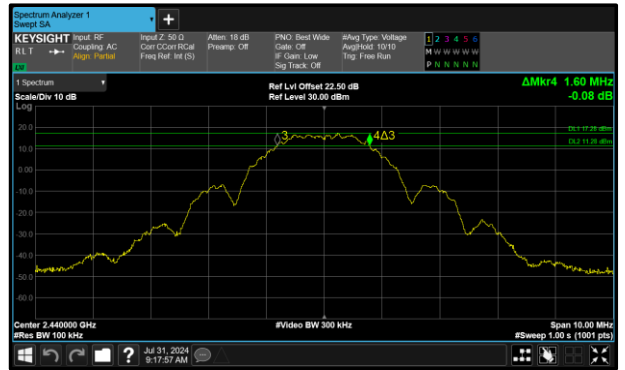 Spectrum Analyzer 1
Swept SA
+
KEYSIGHT Input: RF Input Z: 50 Ω Atten: 18 dB PNO: Best Wide #Avg Type: Voltage 1 2 3 4 5 6
RLT Coupling: AC Corr CCorr RCal Preamp: Off Gate: Off Avg|Hold: 10/10 M W W W W W
Align: Partial Freq Ref: Int (S) IF Gain: Low Trig: Free Run P N N N N N
Sig Track: Off
1 Spectrum
Scale/Div 10 dB
Log
Ref Lvl Offset 22.50 dB
Ref Level 30.00 dBm
ΔMkr4 1.60 MHz
-0.08 dB
20.0
DL1 17.28 dBm
3
4Δ3
DL2 11.28 dBm
10.0
0.00
-10.0
-20.0
-30.0
-40.0
-50.0
-60.0
Center 2.440000 GHz #Video BW 300 kHz Span 10.00 MHz
#Res BW 100 kHz #Sweep 1.00 s (1001 pts)
? Jul 31, 2024
9:17:57 AM